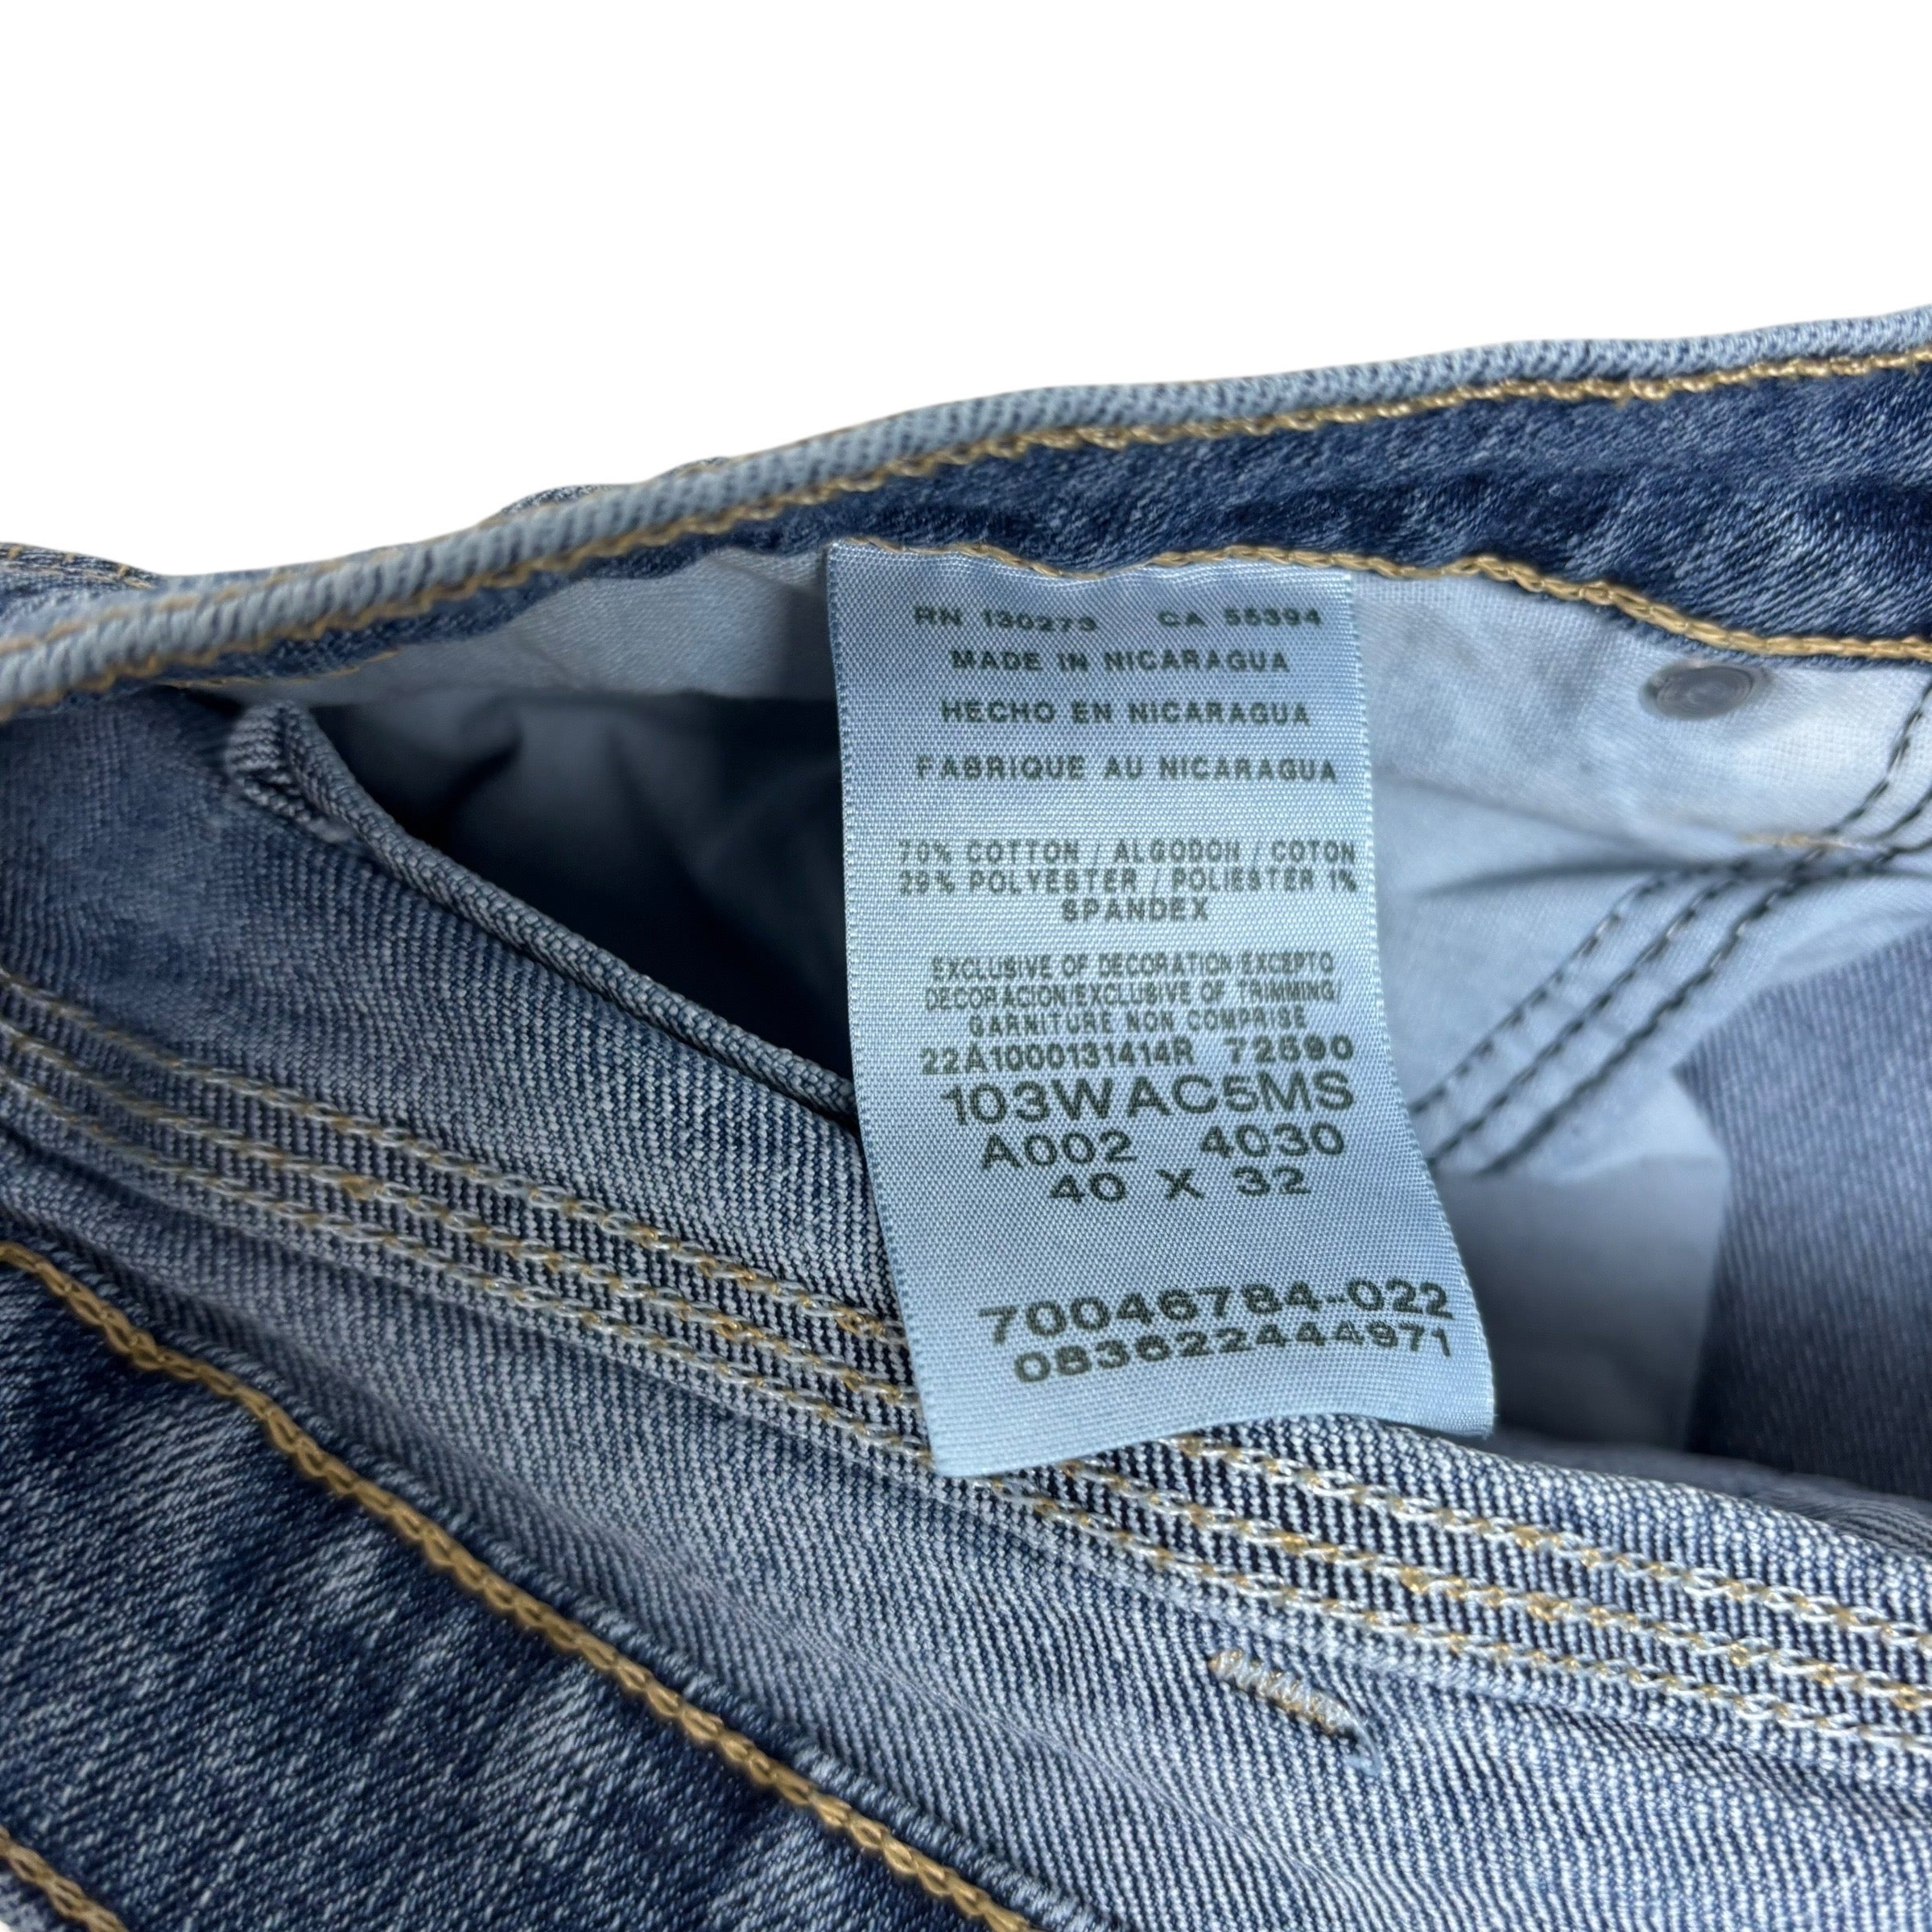 RN 130273 CA 55394
MADE IN NICARAGUA
HECHO EN NICARAGUA
FABRIQUE AU NICARAGUA
70% COTTON / ALGODON / COTON
29% POLYESTER / POLIESTER 1%
SPANDEX
EXCLUSIVE OF DECORATION/EXCEPTO
DECORACION/EXCLUSIVE OF TRIMMING
GARNITURE NON COMPRISE
22A1000131414R 72590
103WAC5MS
A002 4030
40 X 32
70046784-022
083622444971